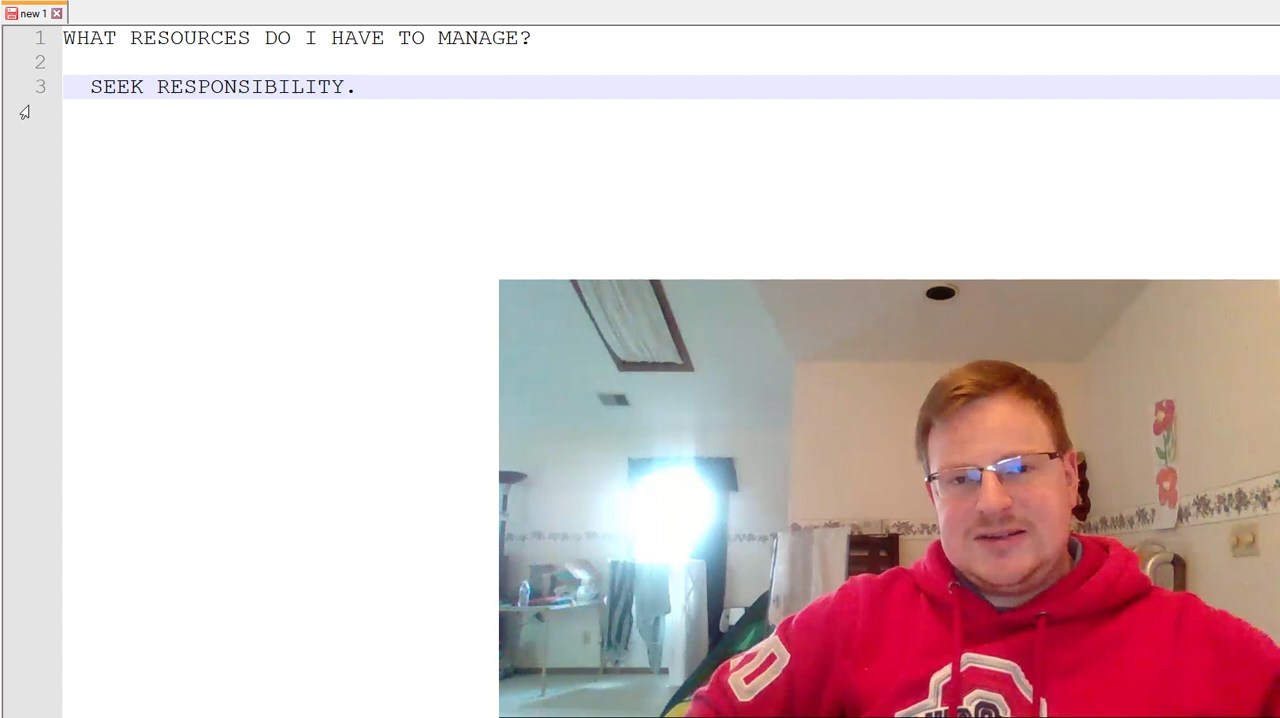 new 1
1 WHAT RESOURCES DO I HAVE TO MANAGE?
2
3 SEEK RESPONSIBILITY.